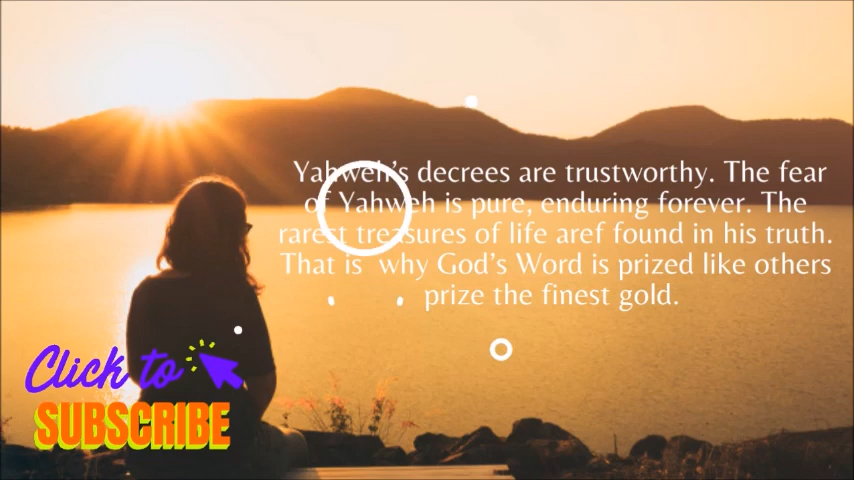 Yahweh's decrees are trustworthy. The fear
of Yahweh is pure, enduring forever. The
rarest treasures of life aref found in his truth.
That is  why God's Word is prized like others
prize the finest gold.
Click to
SUBSCRIBE